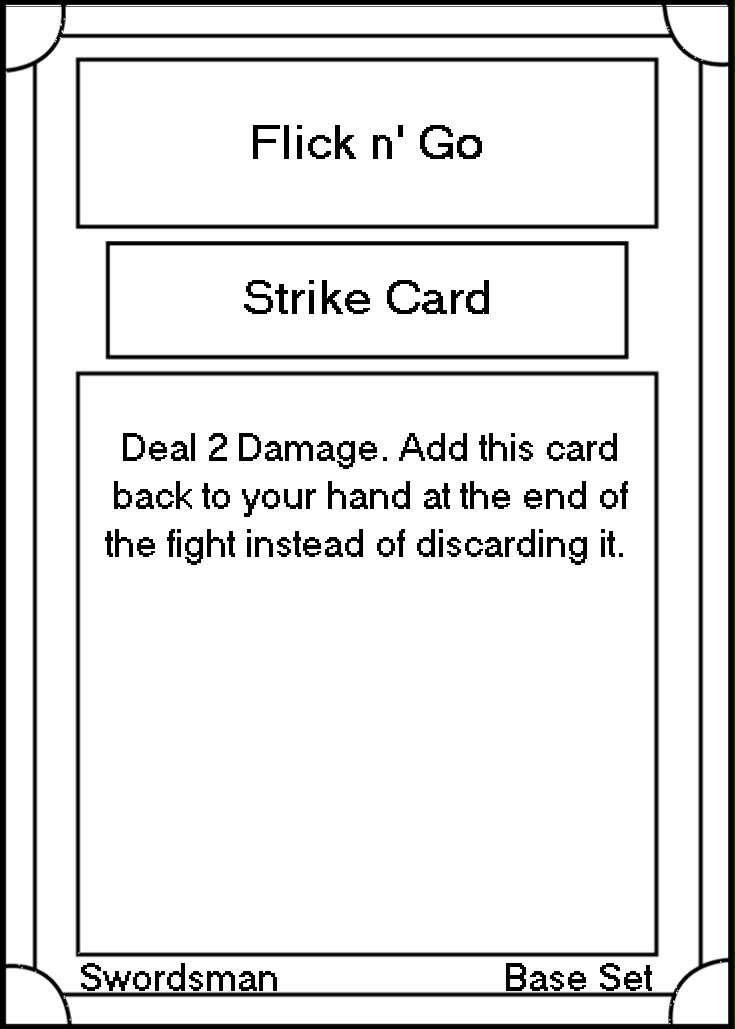 Flick n' Go
Strike Card
Deal 2 Damage. Add this card
back to your hand at the end of
the fight instead of discarding it.
Swordsman
Base Set